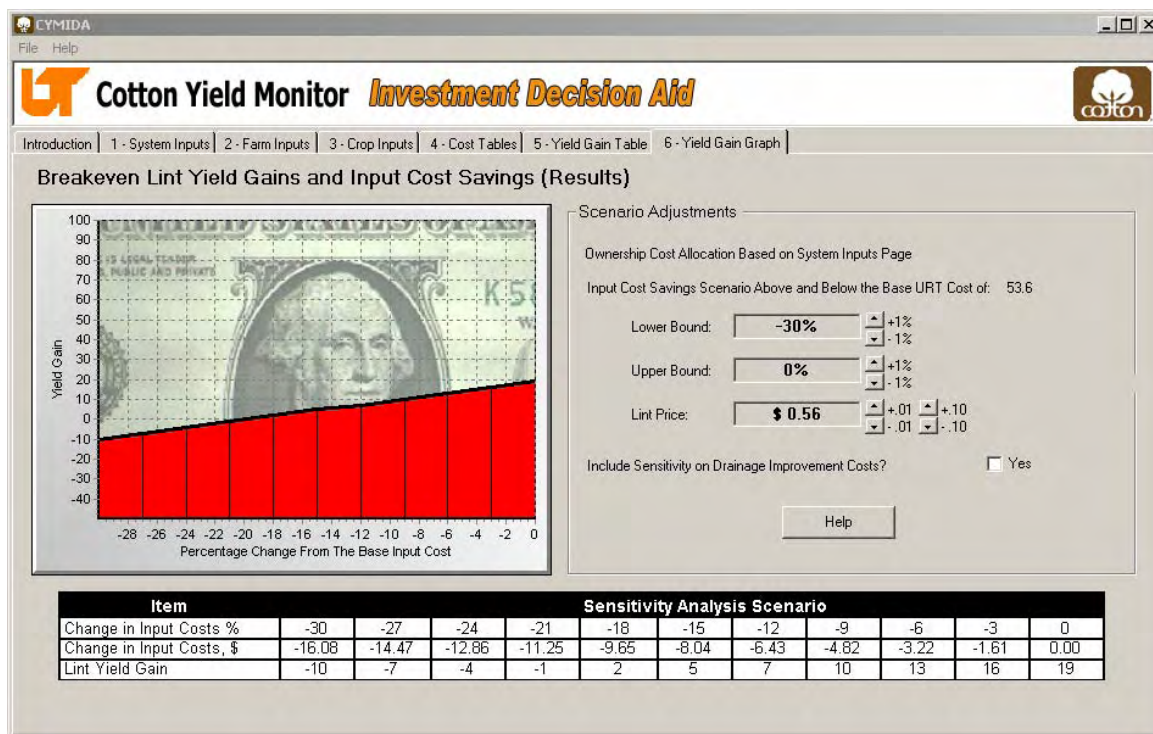 CYMIDA
File Help
UT Cotton Yield Monitor Investment Decision Aid
cotton
Introduction 1 - System Inputs 2 - Farm Inputs 3 - Crop Inputs 4 - Cost Tables 5 - Yield Gain Table 6 - Yield Gain Graph
Breakeven Lint Yield Gains and Input Cost Savings (Results)
100
90
80
70
60
50
40
30
20
10
0
-10
-20
-30
-40
Yield Gain
-28 -26 -24 -22 -20 -18 -16 -14 -12 -10 -8 -6 -4 -2 0
Percentage Change From The Base Input Cost
Scenario Adjustments
Ownership Cost Allocation Based on System Inputs Page
Input Cost Savings Scenario Above and Below the Base URT Cost of: 53.6
Lower Bound: -30% +1%
- 1%
Upper Bound: 0% +1%
- 1%
Lint Price: $ 0.56 +.01 +.10
- .01 - .10
Include Sensitivity on Drainage Improvement Costs? Yes
Help
Item Sensitivity Analysis Scenario
Change in Input Costs % -30 -27 -24 -21 -18 -15 -12 -9 -6 -3 0
Change in Input Costs, $ -16.08 -14.47 -12.86 -11.25 -9.65 -8.04 -6.43 -4.82 -3.22 -1.61 0.00
Lint Yield Gain -10 -7 -4 -1 2 5 7 10 13 16 19